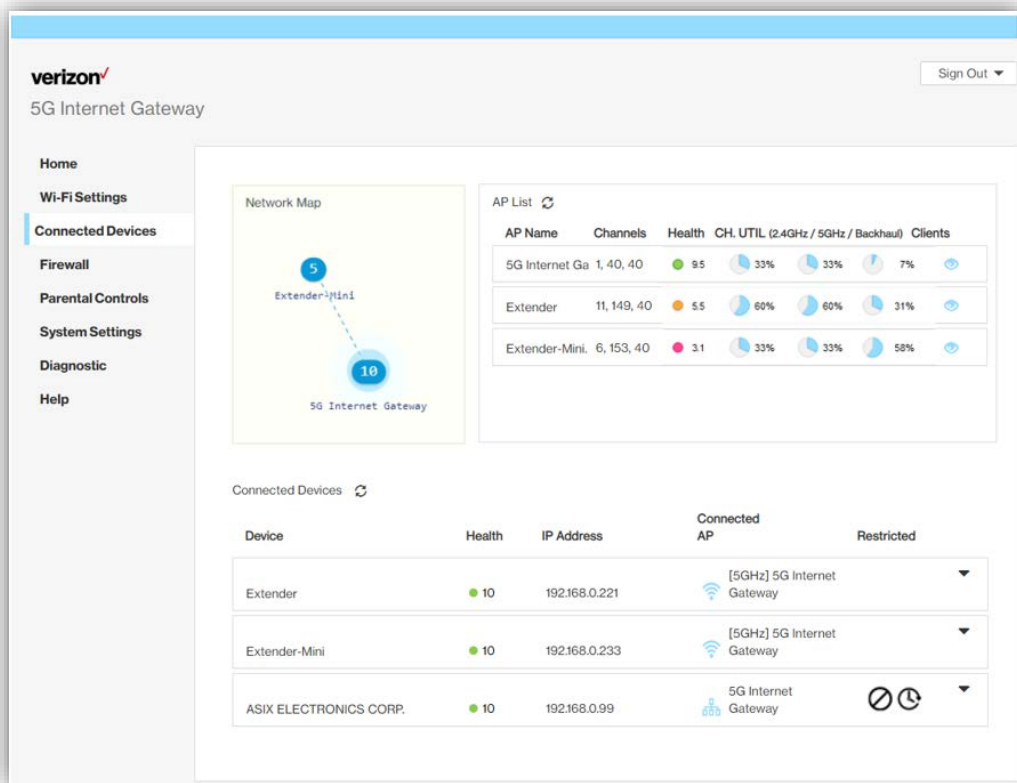 verizon
Sign Out
5G Internet Gateway
Home
Wi-Fi Settings
Connected Devices
Firewall
Parental Controls
System Settings
Diagnostic
Help
Network Map
5
Extender-Mini
10
5G Internet Gateway
AP List
AP Name Channels Health CH. UTIL (2.4GHz / 5GHz / Backhaul) Clients
5G Internet Ga 1, 40, 40 9.5 33% 33% 7%
Extender 11, 149, 40 5.5 60% 60% 31%
Extender-Mini. 6, 153, 40 3.1 33% 33% 58%
Connected Devices
Device Health IP Address Connected AP Restricted
Extender 10 192.168.0.221 [5GHz] 5G Internet Gateway
Extender-Mini 10 192.168.0.233 [5GHz] 5G Internet Gateway
ASIX ELECTRONICS CORP. 10 192.168.0.99 5G Internet Gateway